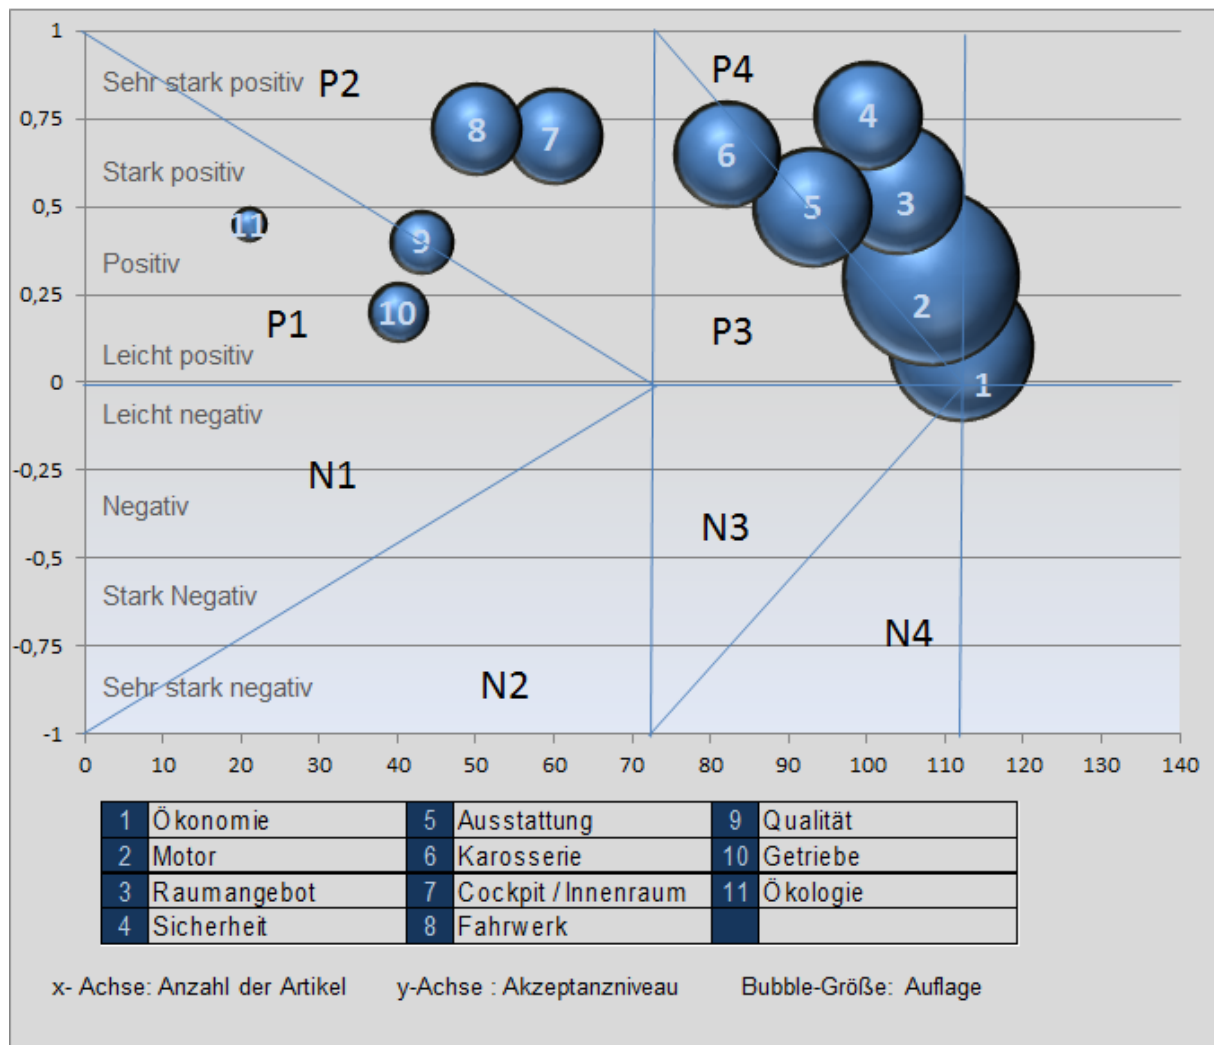 1
Sehr stark positiv
P2
P4
0,75
8
7
6
4
Stark positiv
0,5
11
9
5
3
Positiv
0,25
10
2
P1
P3
Leicht positiv
0
1
Leicht negativ
-0,25
N1
Negativ
N3
-0,5
Stark Negativ
N4
-0,75
Sehr stark negativ
N2
-1
0 10 20 30 40 50 60 70 80 90 100 110 120 130 140
1 Ökonomie 5 Ausstattung 9 Qualität
2 Motor 6 Karosserie 10 Getriebe
3 Raumangebot 7 Cockpit / Innenraum 11 Ökologie
4 Sicherheit 8 Fahrwerk
x- Achse: Anzahl der Artikel y-Achse : Akzeptanzniveau Bubble-Größe: Auflage